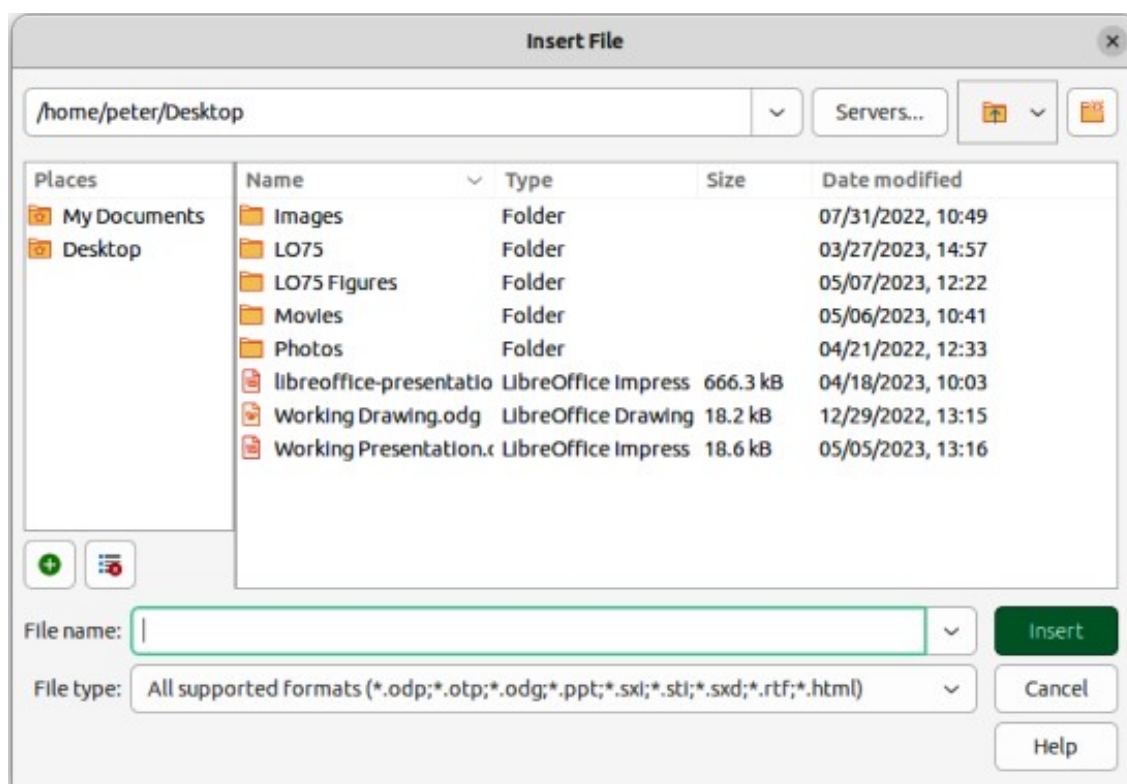 Insert File
/home/peter/Desktop Servers...
Places Name Type Size Date modified
My Documents Images Folder 07/31/2022, 10:49
Desktop LO75 Folder 03/27/2023, 14:57
LO75 Figures Folder 05/07/2023, 12:22
Movies Folder 05/06/2023, 10:41
Photos Folder 04/21/2022, 12:33
libreoffice-presentatio LibreOffice Impress 666.3 kB 04/18/2023, 10:03
Working Drawing.odg LibreOffice Drawing 18.2 kB 12/29/2022, 13:15
Working Presentation.o LibreOffice Impress 18.6 kB 05/05/2023, 13:16
File name: Insert
File type: All supported formats (*.odp;*.otp;*.odg;*.ppt;*.sxi;*.sti;*.sxd;*.rtf;*.html) Cancel
Help